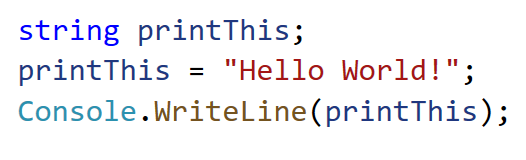 string printThis;
printThis = "Hello World!";
Console.WriteLine(printThis);